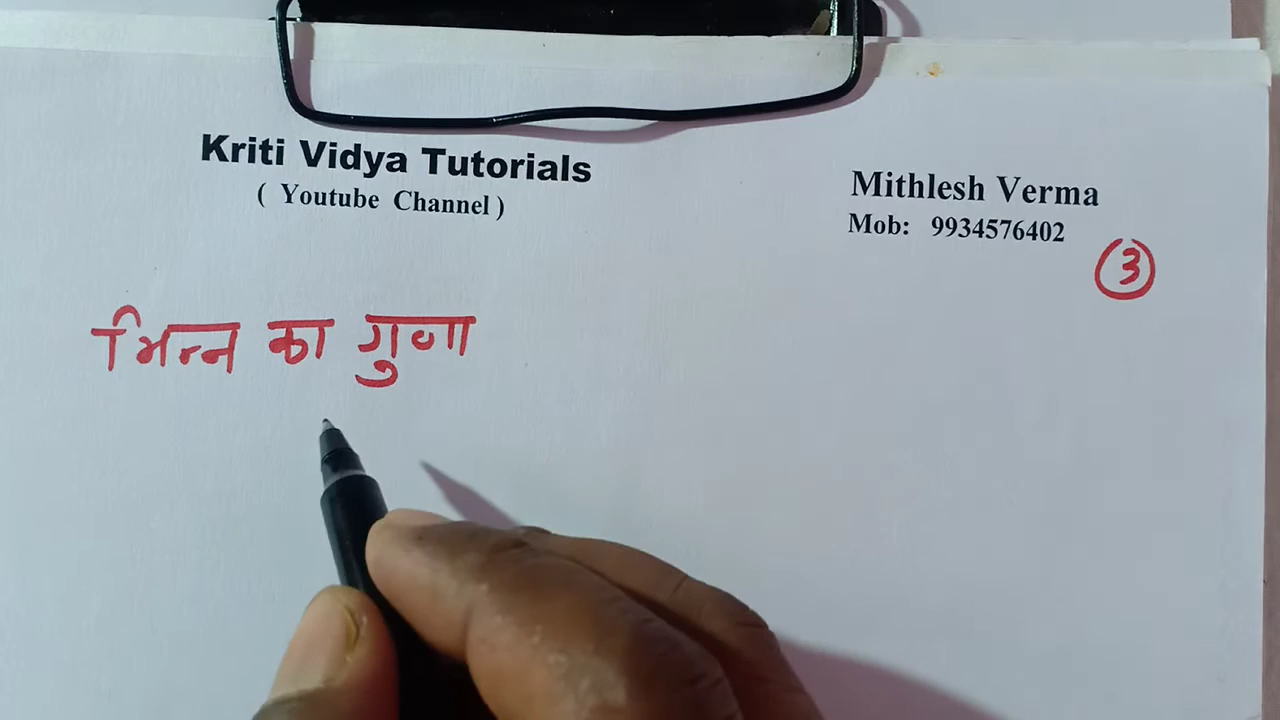 Kriti Vidya Tutorials
( Youtube Channel )
Mithlesh Verma
Mob: 9934576402
3
भिन्न का गुणा